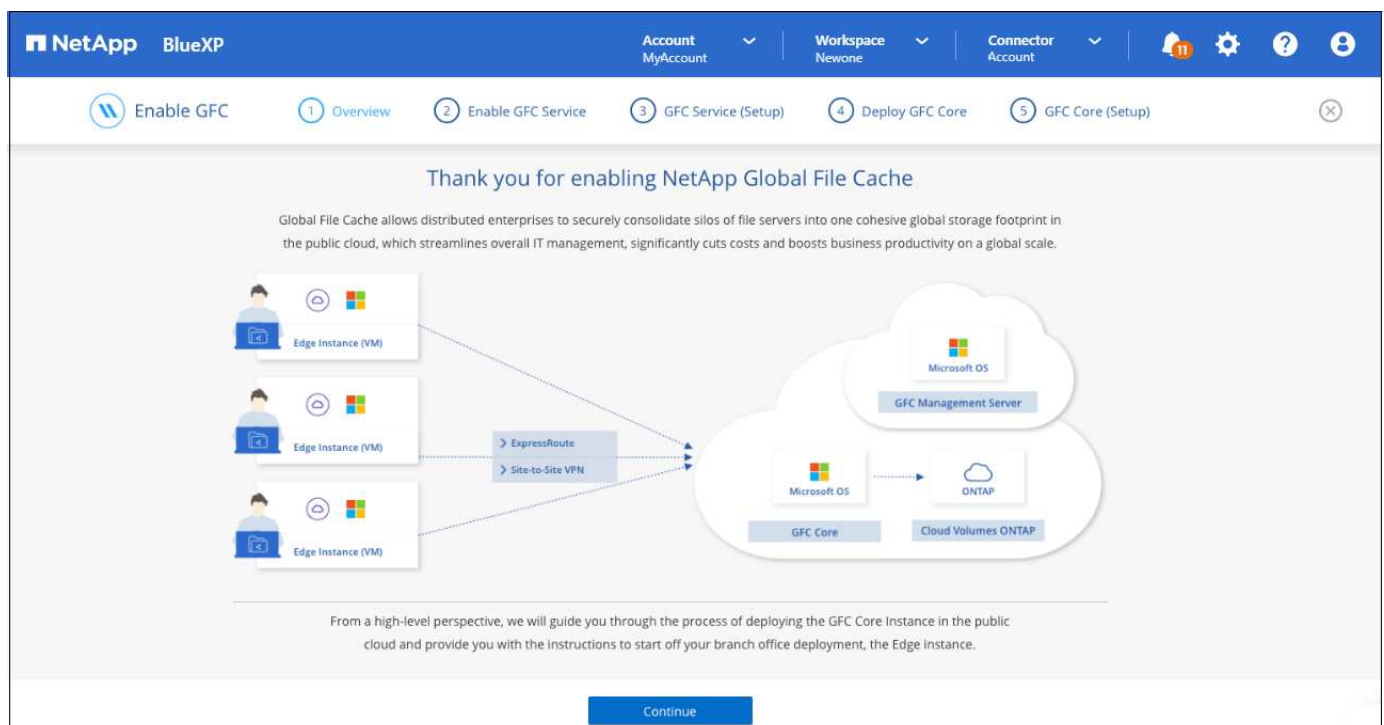 NetApp BlueXP
Account
MyAccount
Workspace
Newone
Connector
Account
11
?
Enable GFC
1 Overview
2 Enable GFC Service
3 GFC Service (Setup)
4 Deploy GFC Core
5 GFC Core (Setup)
Thank you for enabling NetApp Global File Cache
Global File Cache allows distributed enterprises to securely consolidate silos of file servers into one cohesive global storage footprint in
the public cloud, which streamlines overall IT management, significantly cuts costs and boosts business productivity on a global scale.
Edge Instance (VM)
Edge Instance (VM)
Edge Instance (VM)
ExpressRoute
Site-to-Site VPN
Microsoft OS
GFC Management Server
Microsoft OS
GFC Core
ONTAP
Cloud Volumes ONTAP
From a high-level perspective, we will guide you through the process of deploying the GFC Core Instance in the public
cloud and provide you with the instructions to start off your branch office deployment, the Edge instance.
Continue